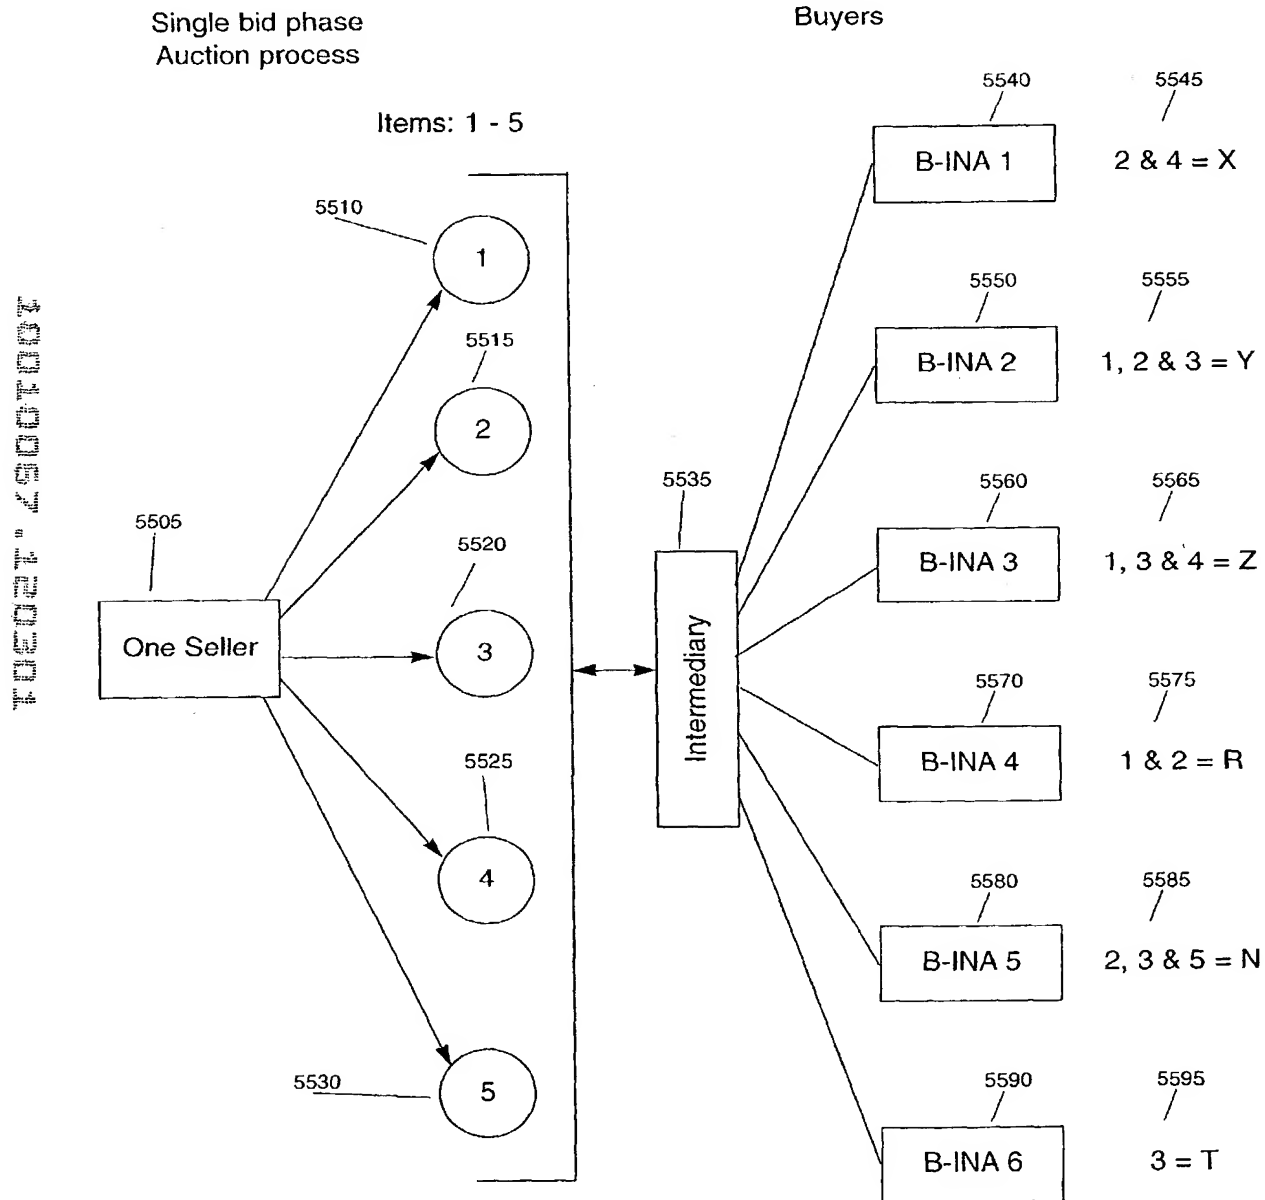 Single bid phase
Auction process
Buyers
Items: 1 - 5
5540
5545
B-INA 1
2 & 4 = X
5510
1
5550
5555
5515
2
B-INA 2
1, 2 & 3 = Y
5535
5560
5565
5505
5520
3
B-INA 3
1, 3 & 4 = Z
One Seller
Intermediary
5570
5575
5525
4
B-INA 4
1 & 2 = R
5580
5585
B-INA 5
2, 3 & 5 = N
5530
5
5590
5595
B-INA 6
3 = T
10010067.120301